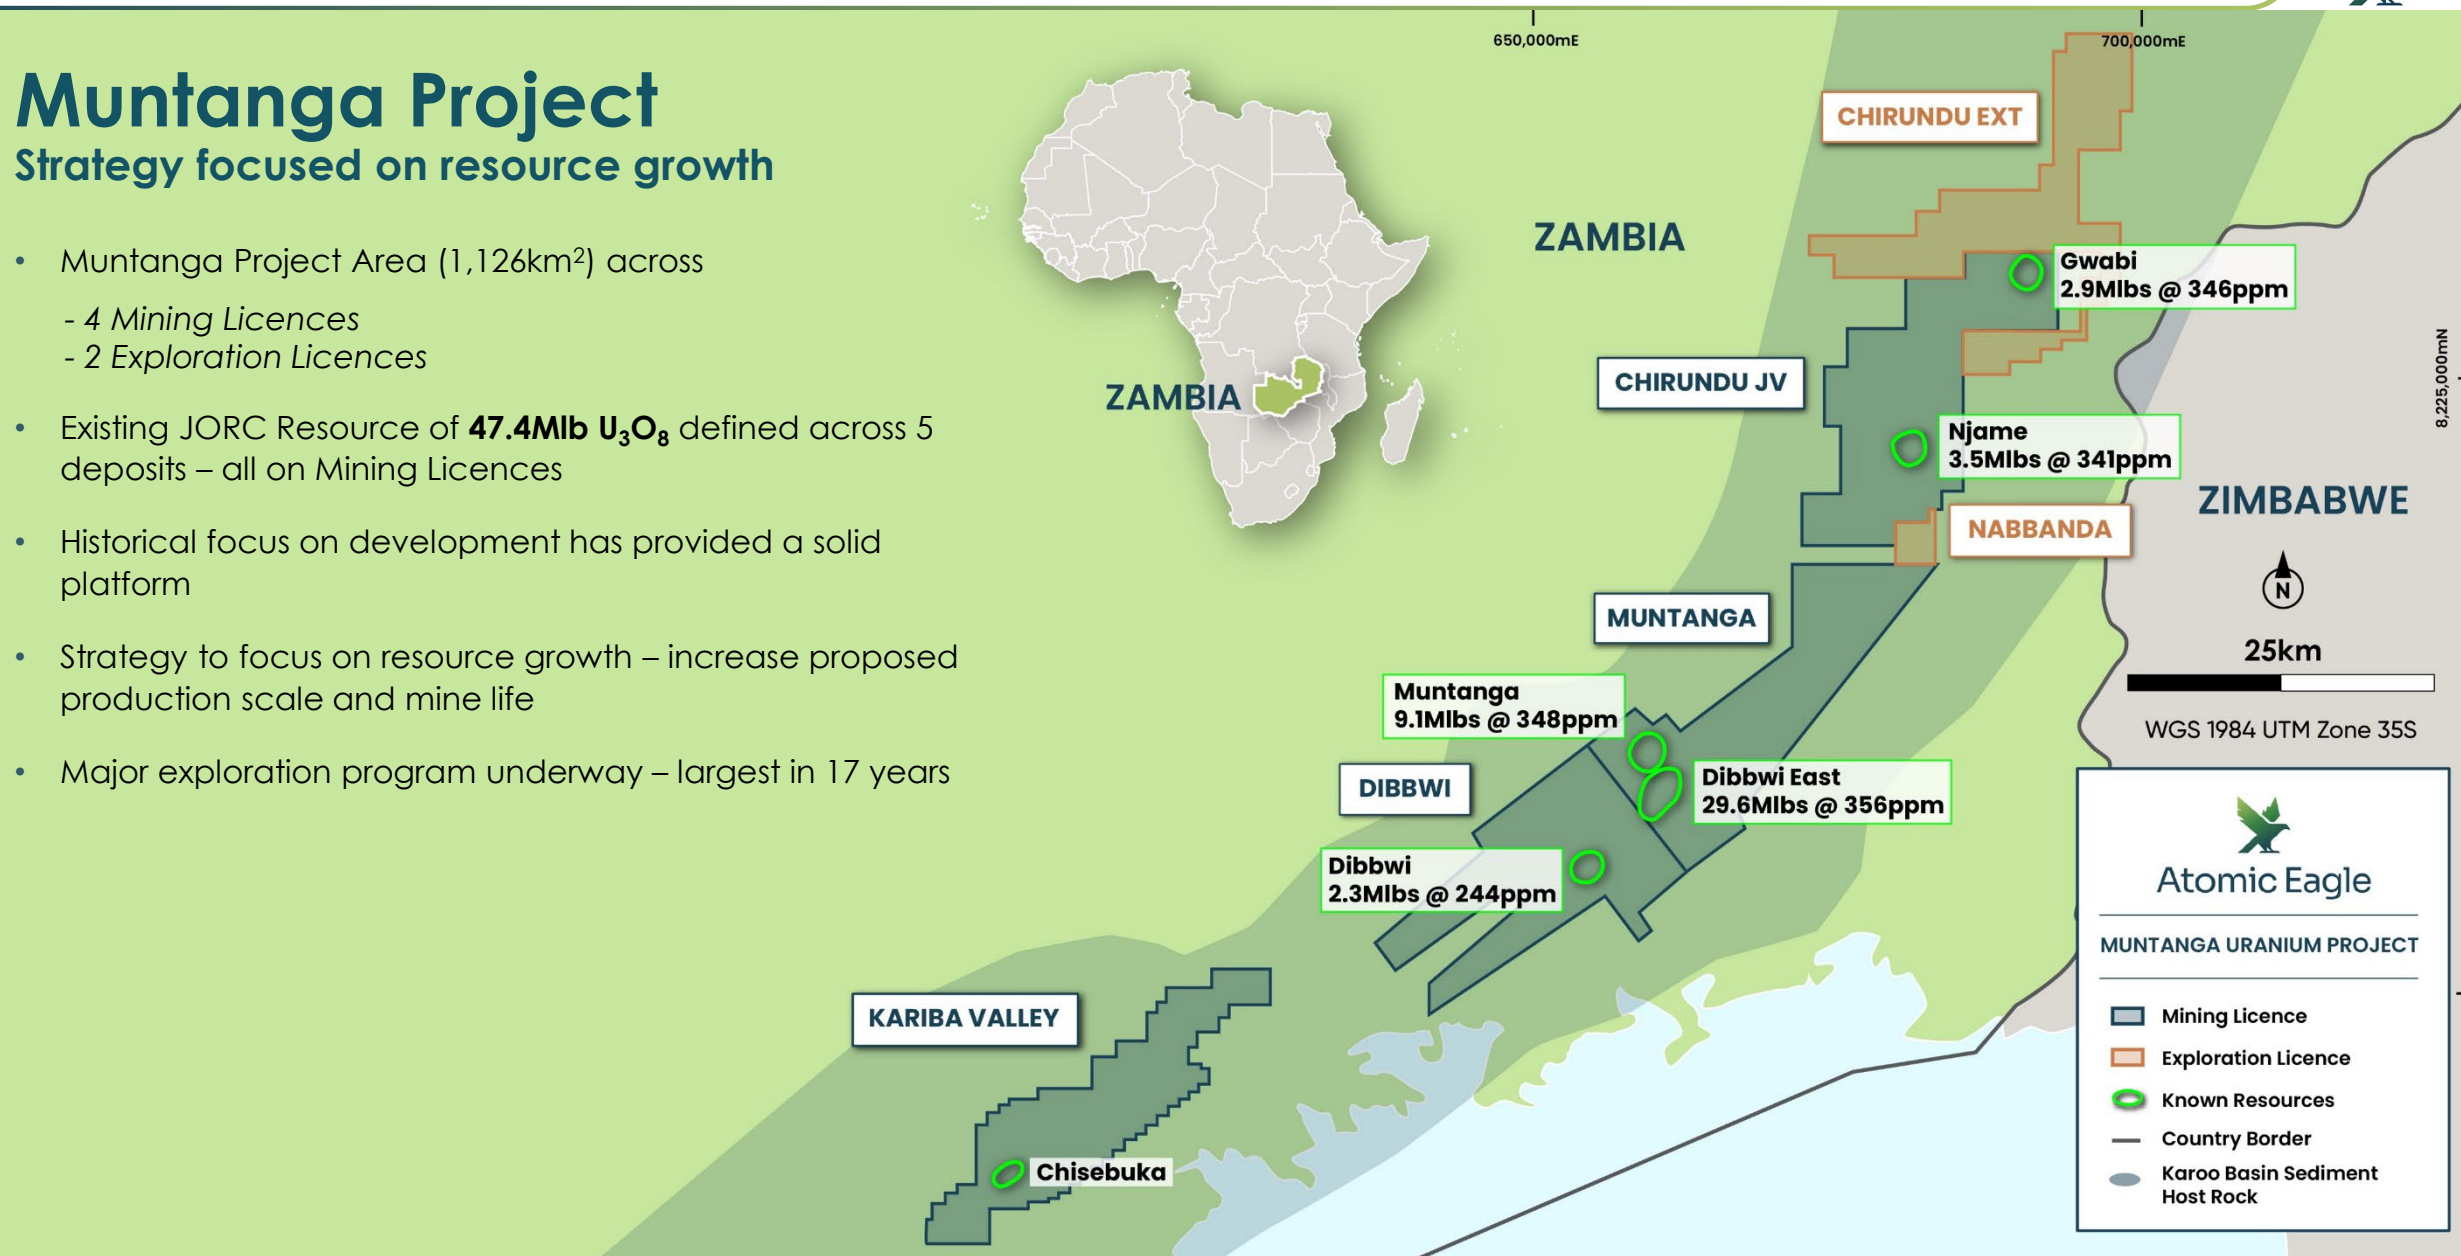 Muntanga Project
Strategy focused on resource growth
• Muntanga Project Area (1,126km²) across
- 4 Mining Licences
- 2 Exploration Licences
• Existing JORC Resource of 47.4Mlb U₃O₈ defined across 5
deposits – all on Mining Licences
• Historical focus on development has provided a solid
platform
• Strategy to focus on resource growth – increase proposed
production scale and mine life
• Major exploration program underway – largest in 17 years
ZAMBIA
650,000mE
700,000mE
8,225,000mN
CHIRUNDU EXT
ZAMBIA
Gwabi
2.9Mlbs @ 346ppm
CHIRUNDU JV
Njame
3.5Mlbs @ 341ppm
ZIMBABWE
NABBANDA
N
MUNTANGA
25km
WGS 1984 UTM Zone 35S
Muntanga
9.1Mlbs @ 348ppm
DIBBWI
Dibbwi East
29.6Mlbs @ 356ppm
Dibbwi
2.3Mlbs @ 244ppm
KARIBA VALLEY
Chisebuka
Atomic Eagle
MUNTANGA URANIUM PROJECT
Mining Licence
Exploration Licence
Known Resources
Country Border
Karoo Basin Sediment
Host Rock